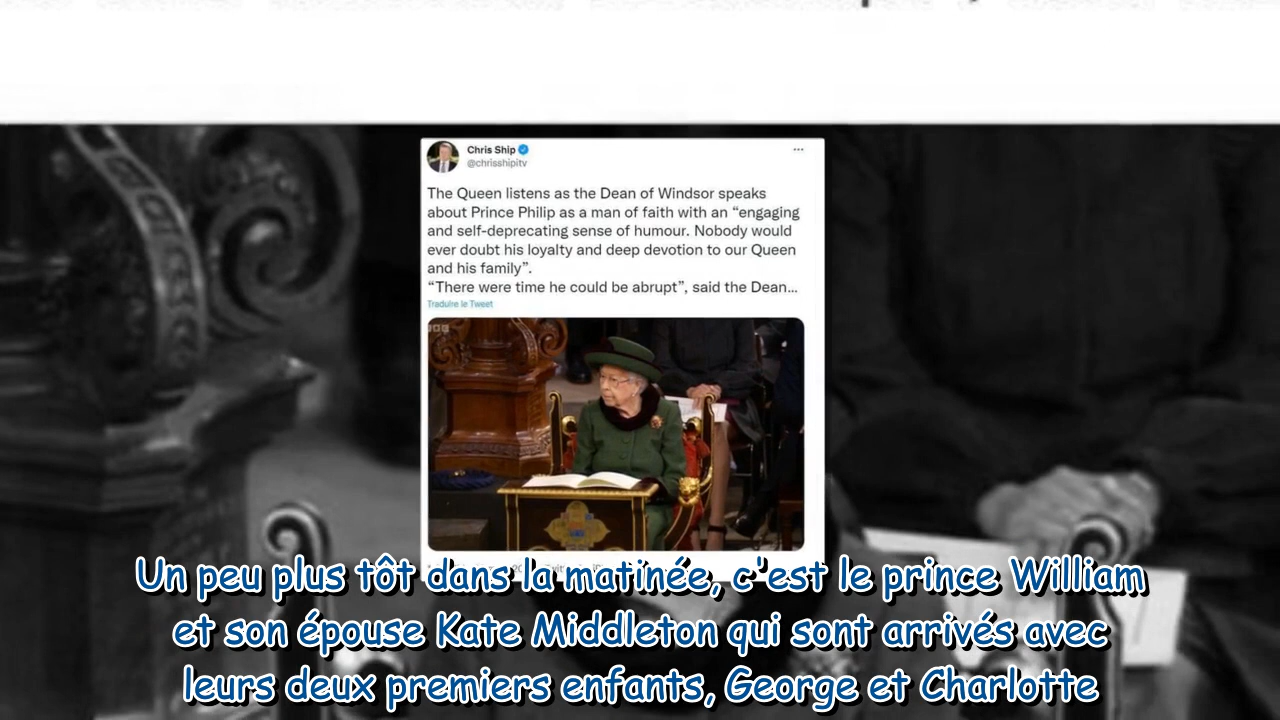 Chris Ship
@chrisshipitv
The Queen listens as the Dean of Windsor speaks
about Prince Philip as a man of faith with an “engaging
and self-deprecating sense of humour. Nobody would
ever doubt his loyalty and deep devotion to our Queen
and his family”.
“There were time he could be abrupt”, said the Dean...
Traduire le Tweet
BBC
Un peu plus tôt dans la matinée, c'est le prince William
et son épouse Kate Middleton qui sont arrivés avec
leurs deux premiers enfants, George et Charlotte